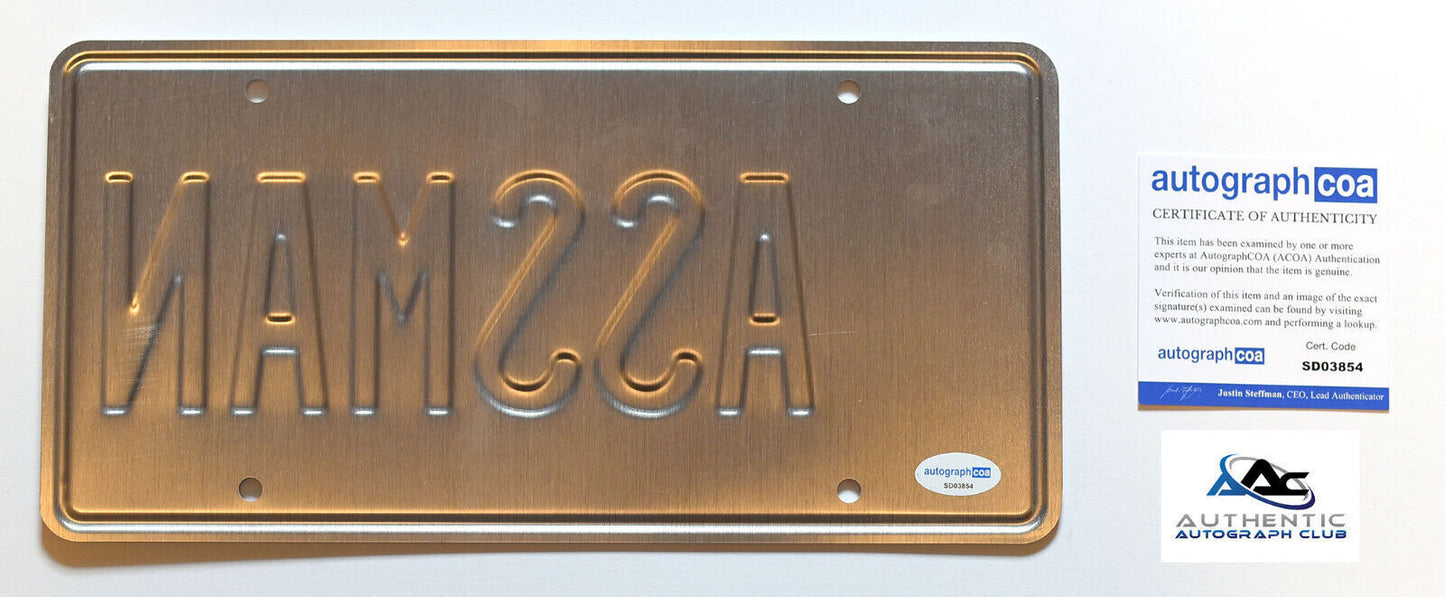 NAMSSA
autographcoa
SD03854
autographcoa
CERTIFICATE OF AUTHENTICITY
This item has been examined by one or more
experts at AutographCOA (ACOA) Authentication
and it is our opinion that the item is genuine.
Verification of this item and an image of the exact
signature(s) examined can be found by visiting
www.autographcoa.com and performing a lookup.
Cert. Code
autographcoa
SD03854
Justin Steffman, CEO, Lead Authenticator
AAC
AUTHENTIC
AUTOGRAPH CLUB